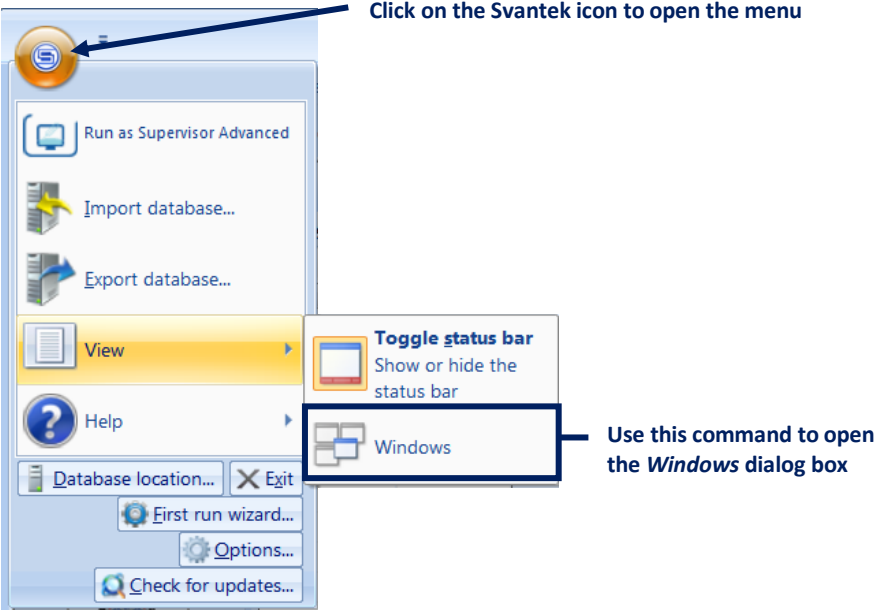 Click on the Svantek icon to open the menu
Run as Supervisor Advanced
Import database...
Export database...
View
Toggle status bar
Show or hide the
status bar
Help
Windows
Use this command to open
the Windows dialog box
Database location...
Exit
First run wizard...
Options...
Check for updates...